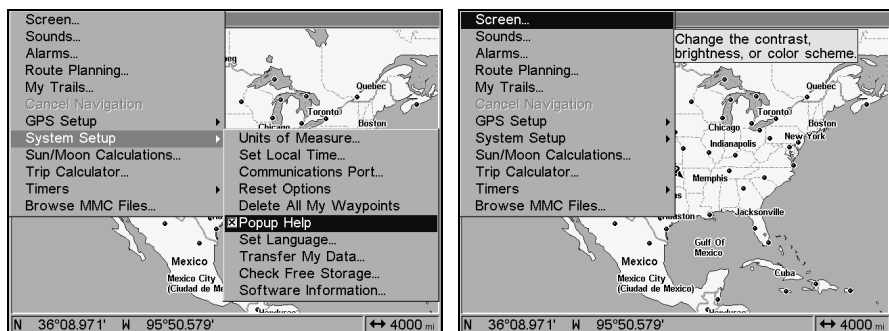 Screen...
Sounds...
Alarms...
Route Planning...
My Trails...
Cancel Navigation
GPS Setup
System Setup
Sun/Moon Calculations...
Trip Calculator...
Timers
Browse MMC Files...
Units of Measure...
Set Local Time...
Communications Port...
Reset Options
Delete All My Waypoints
Popup Help
Set Language...
Transfer My Data...
Check Free Storage...
Software Information...
Quebec
Toronto
Chicago
Boston
Mexico
Mexico City
(Ciudad de Me
N 36°08.971' W 95°50.579'
4000 mi
Screen...
Sounds...
Alarms...
Route Planning...
My Trails...
Cancel Navigation
GPS Setup
System Setup
Sun/Moon Calculations...
Trip Calculator...
Timers
Browse MMC Files...
Change the contrast,
brightness, or color scheme.
Quebec
Toronto
Boston
Chicago
New York
Indianapolis
Memphis
Jacksonville
Houston
Gulf Of
Mexico
Mexico
Mexico City
(Ciudad de Mexico)
Cuba
Honduras
N 36°08.971' W 95°50.579'
4000 mi